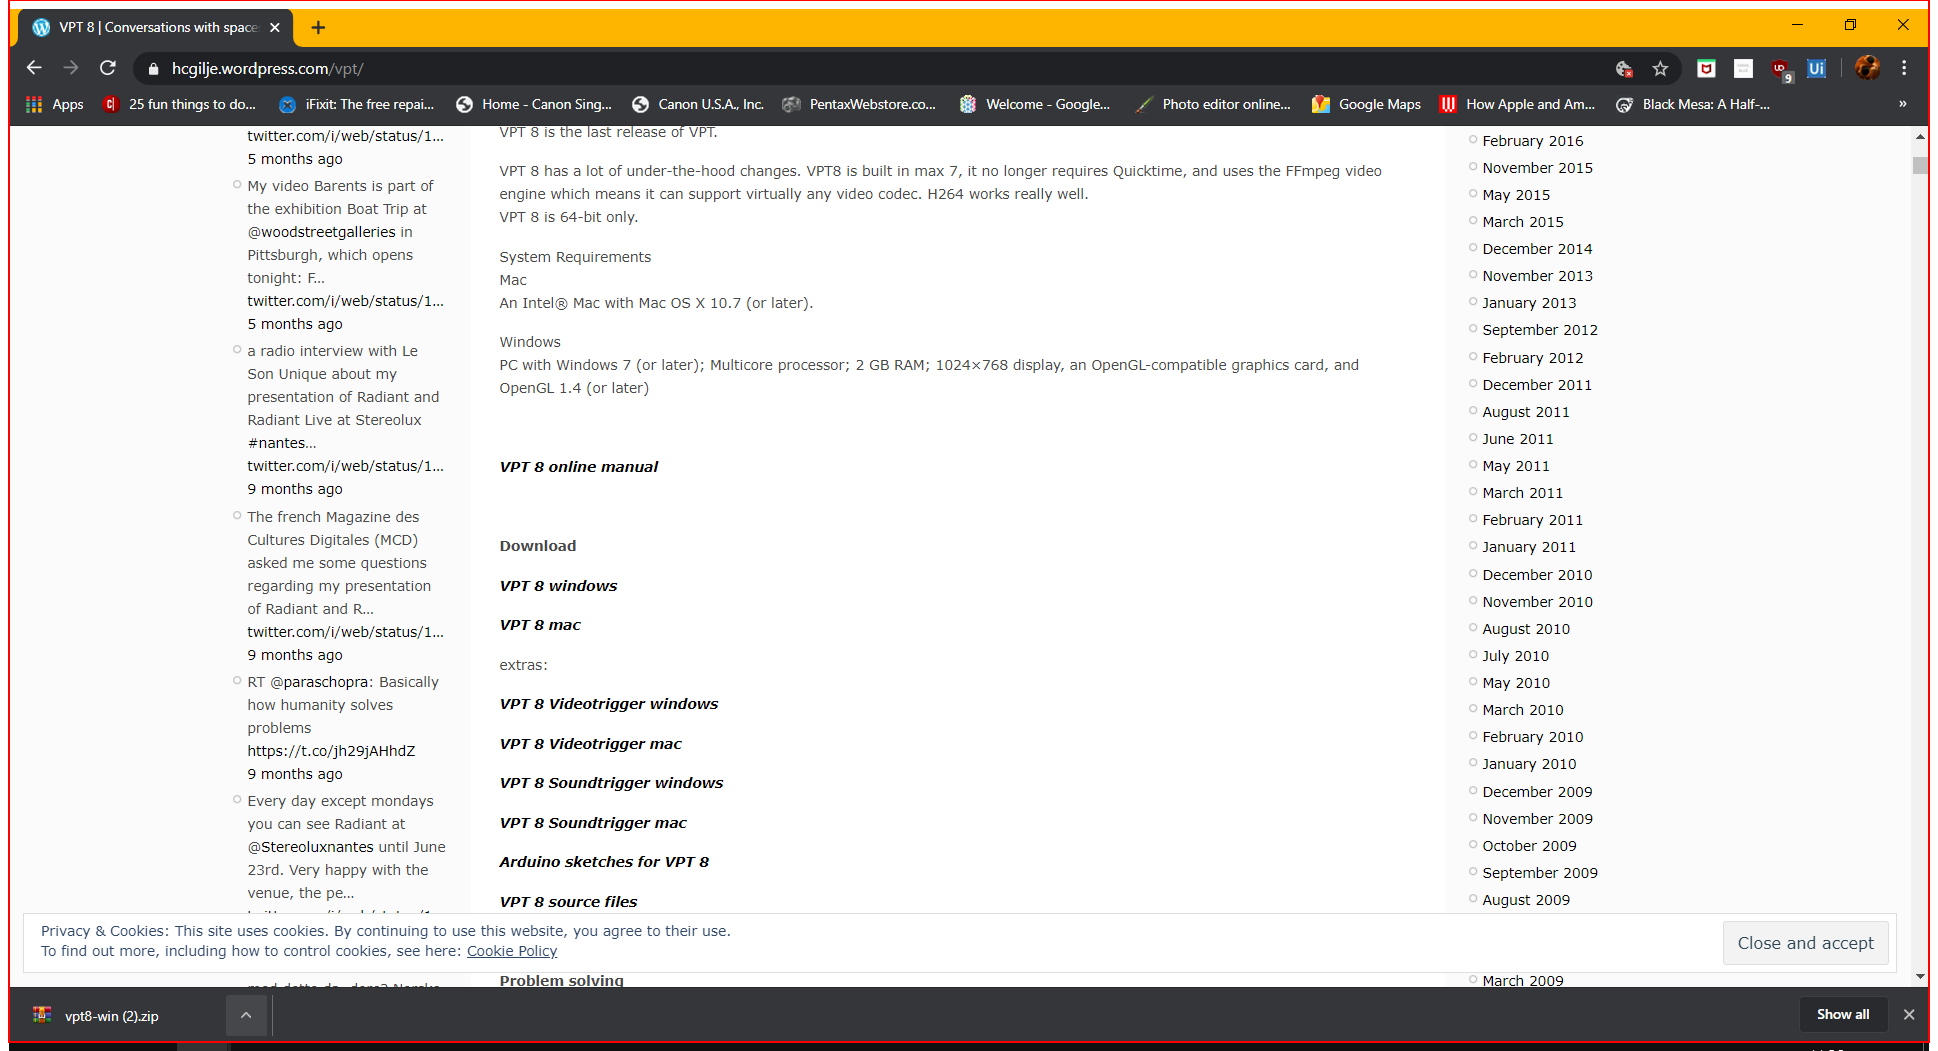 VPT 8 | Conversations with space
hcgilje.wordpress.com/vpt/
9
Apps
25 fun things to do...
iFixit: The free repai...
Home - Canon Sing...
Canon U.S.A., Inc.
PentaxWebstore.co...
Welcome - Google...
Photo editor online...
Google Maps
How Apple and Am...
Black Mesa: A Half-...
»
twitter.com/i/web/status/1...
5 months ago
My video Barents is part of
the exhibition Boat Trip at
@woodstreetgalleries in
Pittsburgh, which opens
tonight: F...
twitter.com/i/web/status/1...
5 months ago
a radio interview with Le
Son Unique about my
presentation of Radiant and
Radiant Live at Stereolux
#nantes...
twitter.com/i/web/status/1...
9 months ago
The french Magazine des
Cultures Digitales (MCD)
asked me some questions
regarding my presentation
of Radiant and R...
twitter.com/i/web/status/1...
9 months ago
RT @paraschopra: Basically
how humanity solves
problems
https://t.co/jh29jAHhdZ
9 months ago
Every day except mondays
you can see Radiant at
@Stereoluxnantes until June
23rd. Very happy with the
venue, the pe...
VPT 8 is the last release of VPT.
VPT 8 has a lot of under-the-hood changes. VPT8 is built in max 7, it no longer requires Quicktime, and uses the FFmpeg video
engine which means it can support virtually any video codec. H264 works really well.
VPT 8 is 64-bit only.
System Requirements
Mac
An Intel® Mac with Mac OS X 10.7 (or later).
Windows
PC with Windows 7 (or later); Multicore processor; 2 GB RAM; 1024×768 display, an OpenGL-compatible graphics card, and
OpenGL 1.4 (or later)
VPT 8 online manual
Download
VPT 8 windows
VPT 8 mac
extras:
VPT 8 Videotrigger windows
VPT 8 Videotrigger mac
VPT 8 Soundtrigger windows
VPT 8 Soundtrigger mac
Arduino sketches for VPT 8
VPT 8 source files
Problem solving
February 2016
November 2015
May 2015
March 2015
December 2014
November 2013
January 2013
September 2012
February 2012
December 2011
August 2011
June 2011
May 2011
March 2011
February 2011
January 2011
December 2010
November 2010
August 2010
July 2010
May 2010
March 2010
February 2010
January 2010
December 2009
November 2009
October 2009
September 2009
August 2009
March 2009
Privacy & Cookies: This site uses cookies. By continuing to use this website, you agree to their use.
To find out more, including how to control cookies, see here: Cookie Policy
Close and accept
vpt8-win (2).zip
Show all